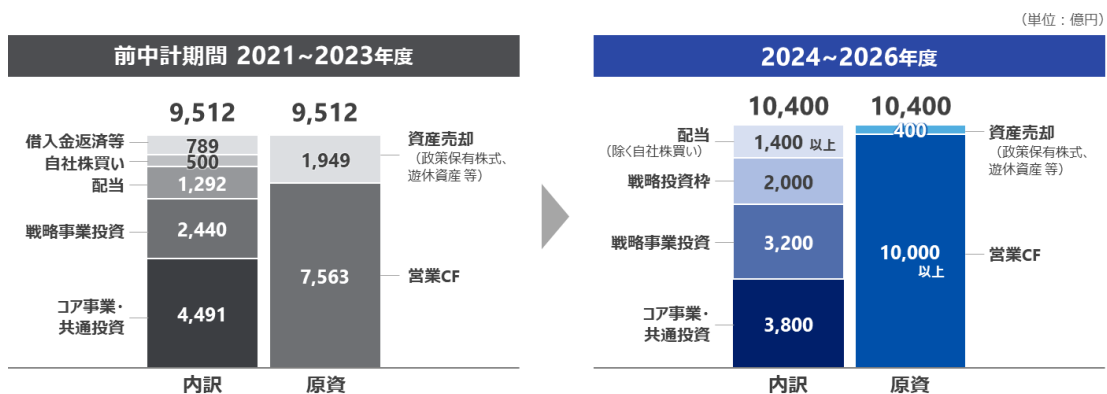 （単位：億円）
前中計期間 2021~2023年度
9,512
9,512
借入金返済等
789
自社株買い
500
配当
1,292
戦略事業投資
2,440
コア事業・
共通投資
4,491
1,949
資産売却
（政策保有株式、
遊休資産 等）
7,563
営業CF
内訳
原資
2024~2026年度
10,400
10,400
配当
（除く自社株買い）
1,400 以上
戦略投資枠
2,000
戦略事業投資
3,200
コア事業・
共通投資
3,800
400
資産売却
（政策保有株式、
遊休資産 等）
10,000
以上
営業CF
内訳
原資